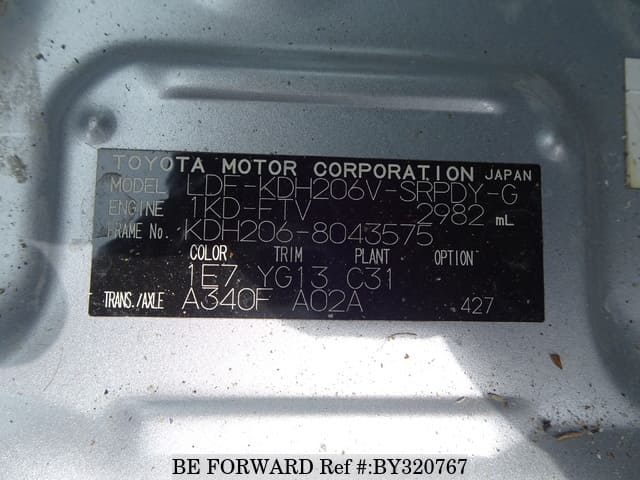 TOYOTA MOTOR CORPORATION JAPAN
MODEL LDF-KDH206V-SRPDY-G
ENGINE 1KD-FTV 2982 mL
FRAME No. KDH206-8043575
COLOR TRIM PLANT OPTION
1E7 YG13 C31
TRANS./AXLE A340F A02A 427
BE FORWARD Ref #:BY320767